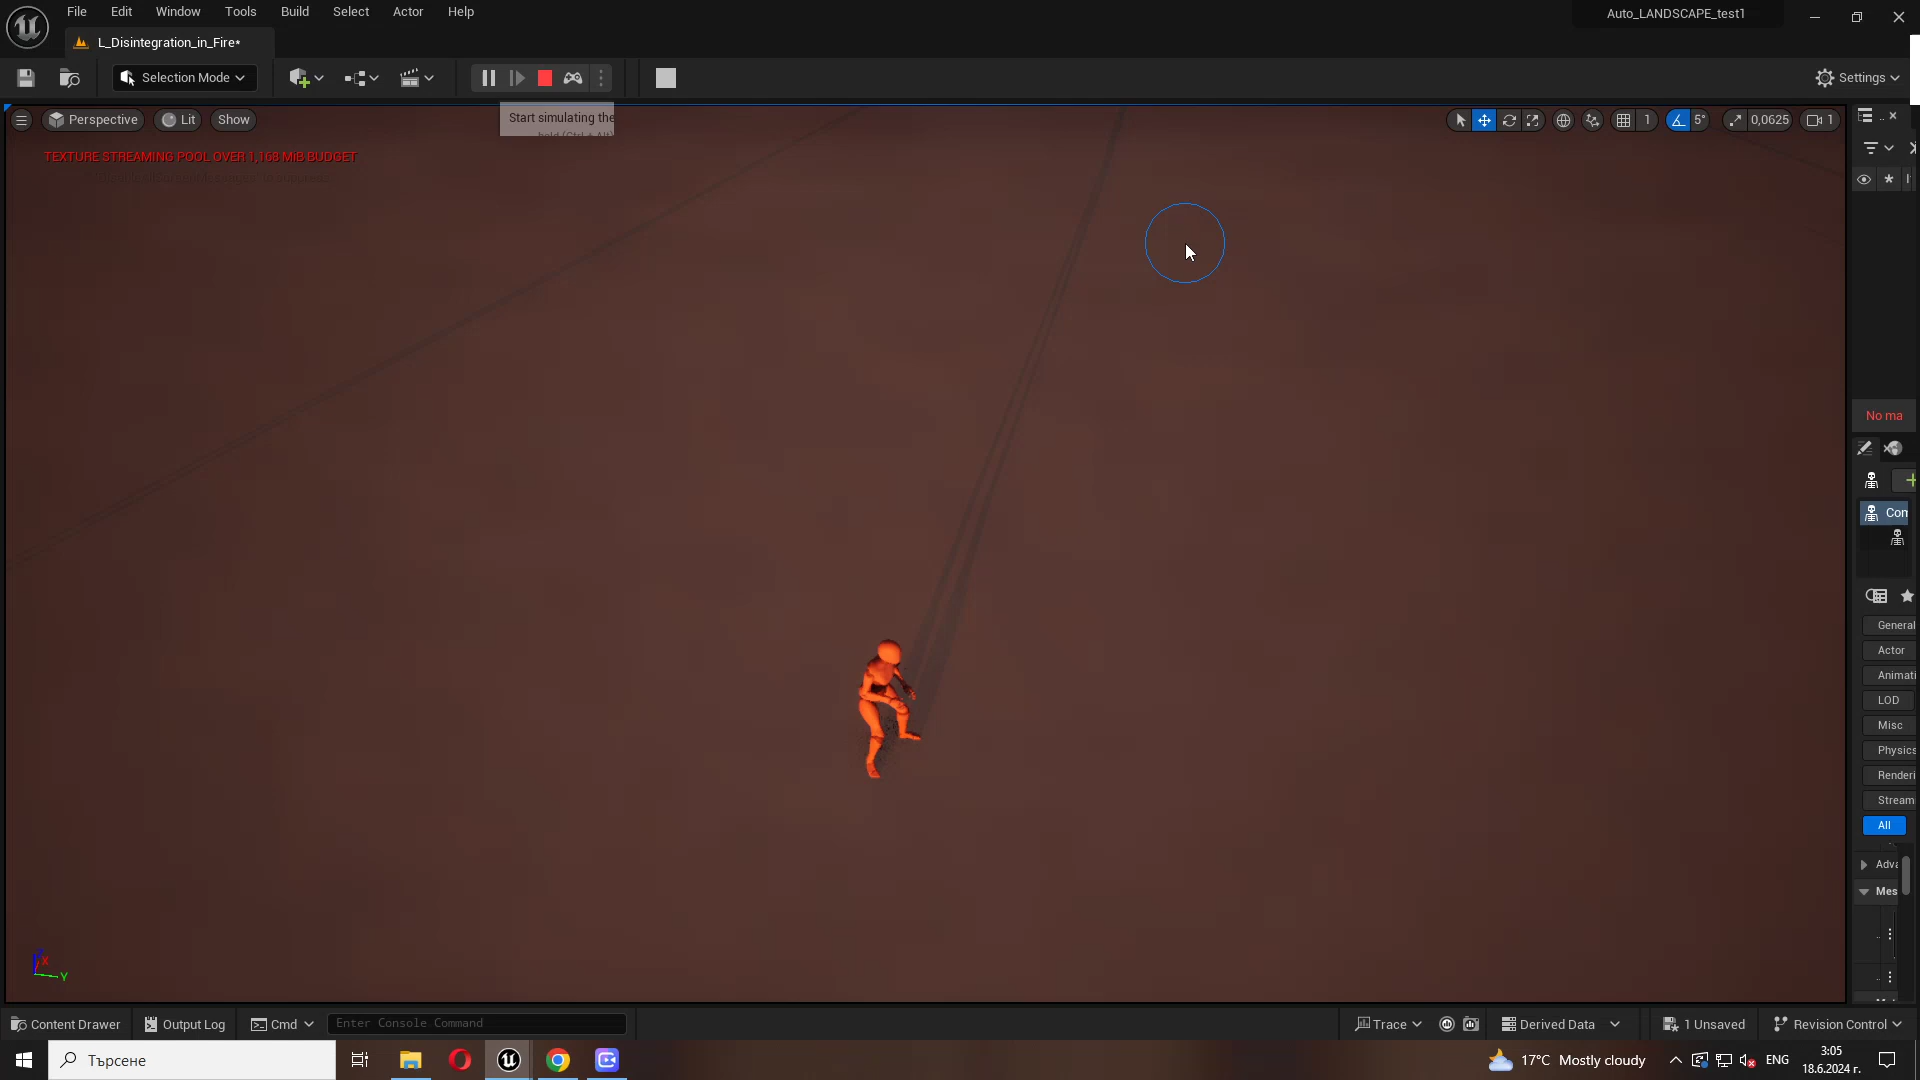 File Edit Window Tools Build Select Actor Help
Auto_LANDSCAPE_test1
L_Disintegration_in_Fire*
Selection Mode
Settings
Perspective Lit Show
Start simulating the
hold (Ctrl + Alt)
1 5° 0,0625 1
TEXTURE STREAMING POOL OVER 1,168 MiB BUDGET
No ma
Con
General
Actor
Animati
LOD
Misc
Physics
Renderi
Stream
All
Adva
Mes
X
Y
Content Drawer Output Log Cmd Enter Console Command Trace Derived Data 1 Unsaved Revision Control
Търсене
17°C Mostly cloudy
ENG
3:05
18.6.2024 г.